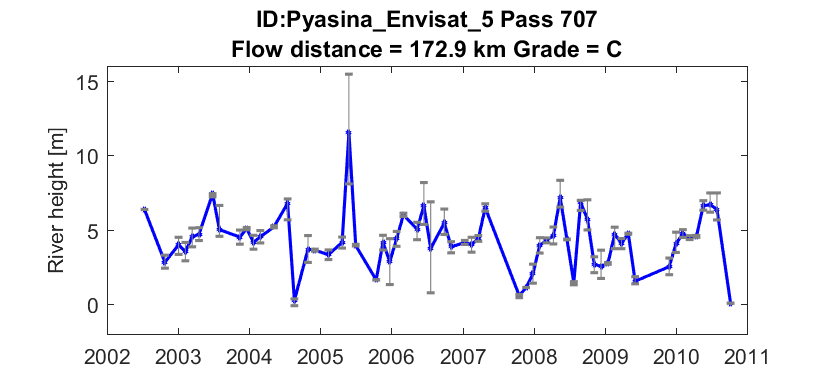 ID:Pyasina_Envisat_5 Pass 707
Flow distance = 172.9 km Grade = C
River height [m]
15
10
5
0
2002 2003 2004 2005 2006 2007 2008 2009 2010 2011